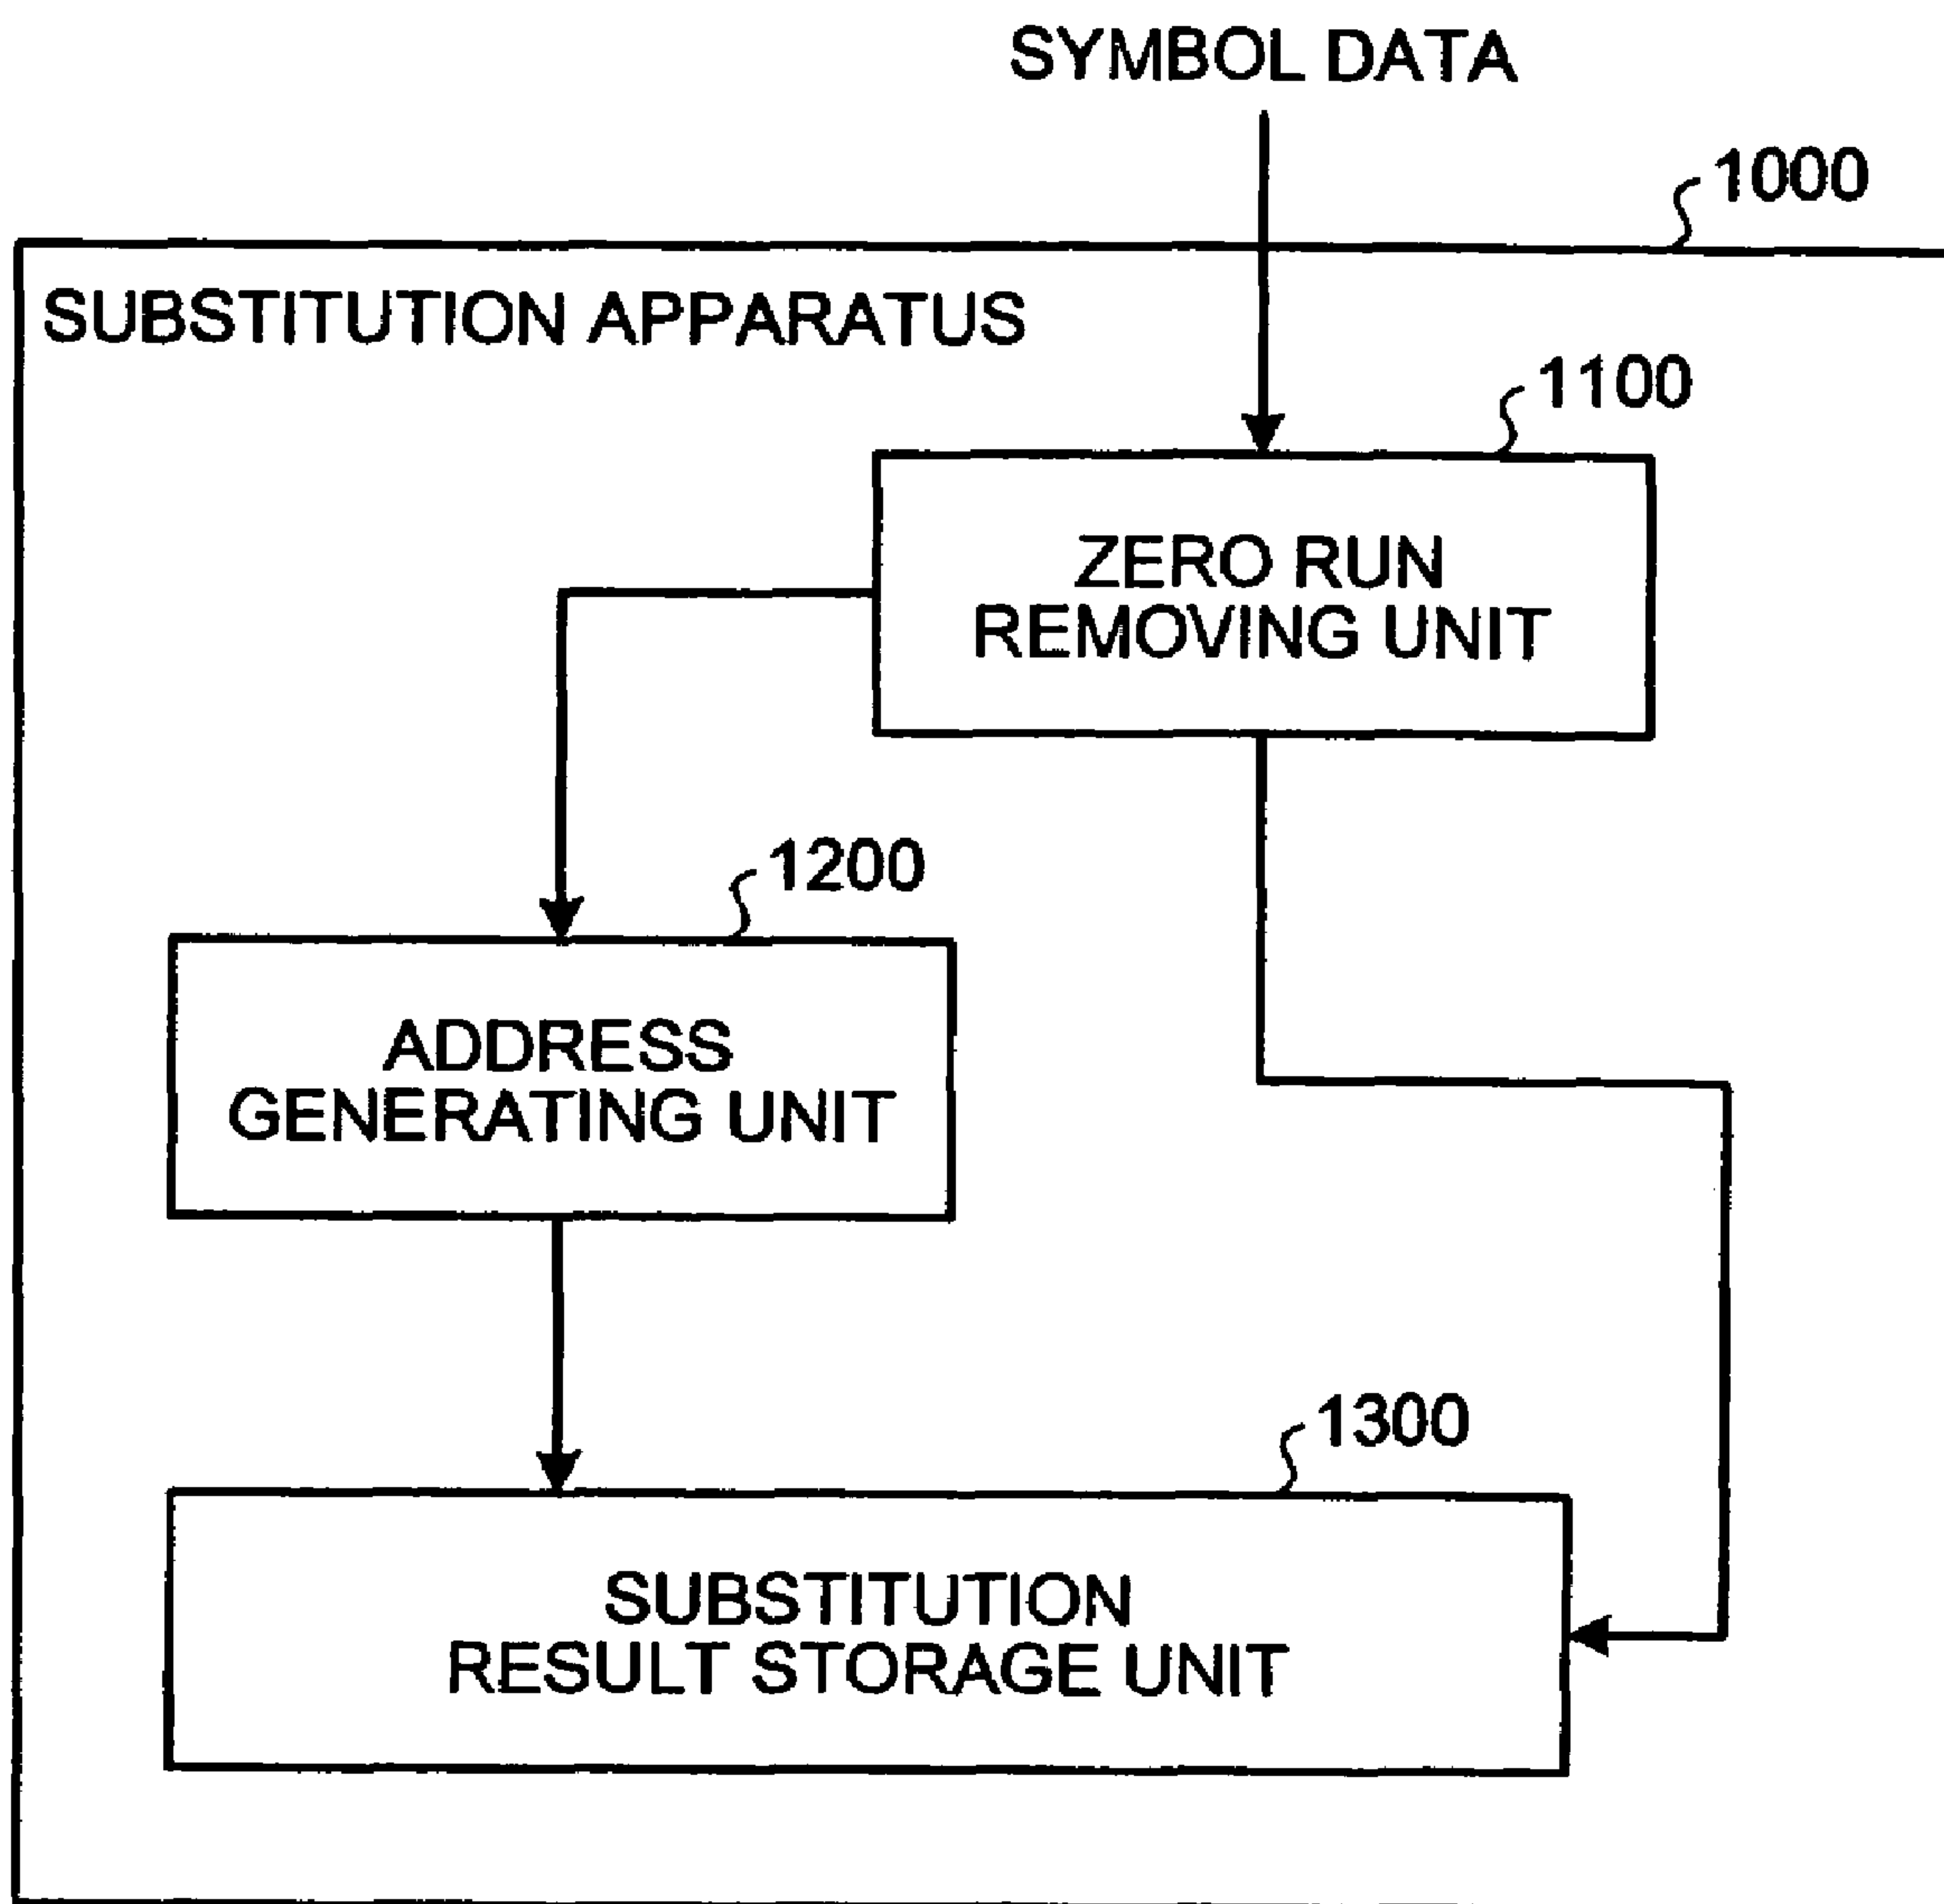 SYMBOL DATA
1000
SUBSTITUTION APPARATUS
1100
ZERO RUN
REMOVING UNIT
1200
ADDRESS
GENERATING UNIT
1300
SUBSTITUTION
RESULT STORAGE UNIT